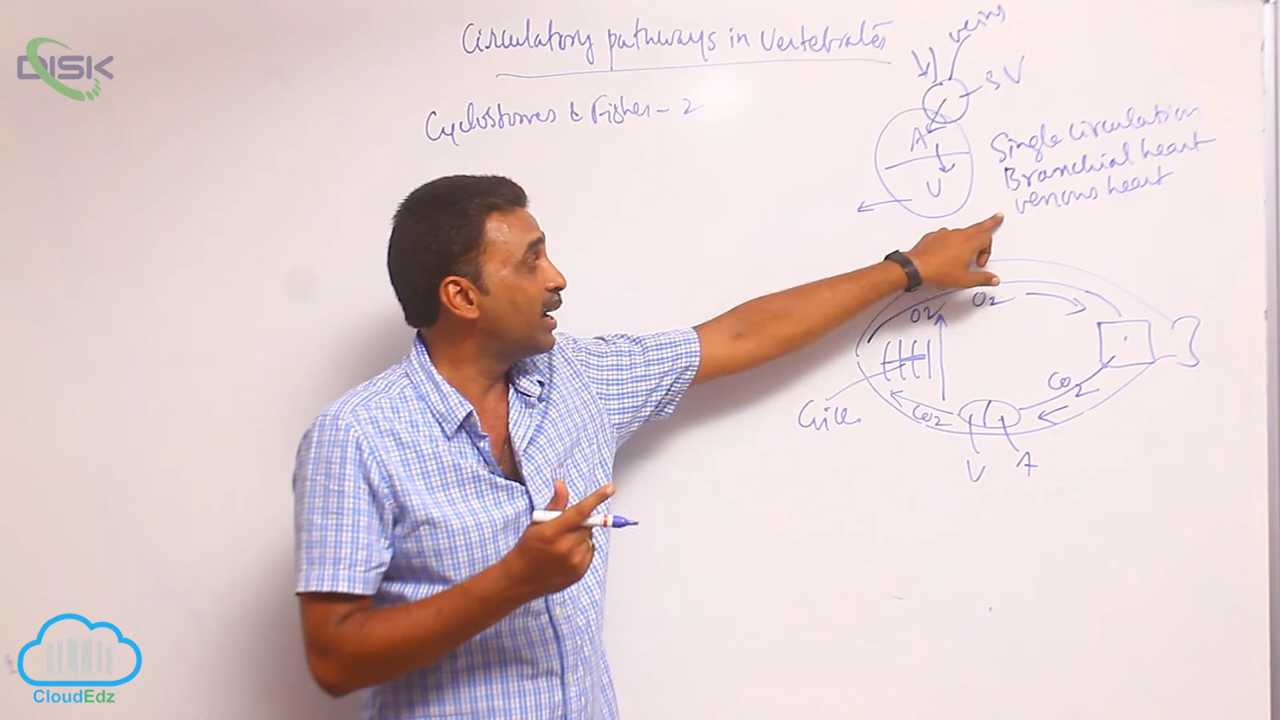 DISK
Circulatory pathways in vertebrates
Cyclostomes & Fishes - 2
veins
SV
A
V
Single circulation
Branchial heart
venous heart
O2
O2
Gills
CO2
CO2
V
A
CloudEdz